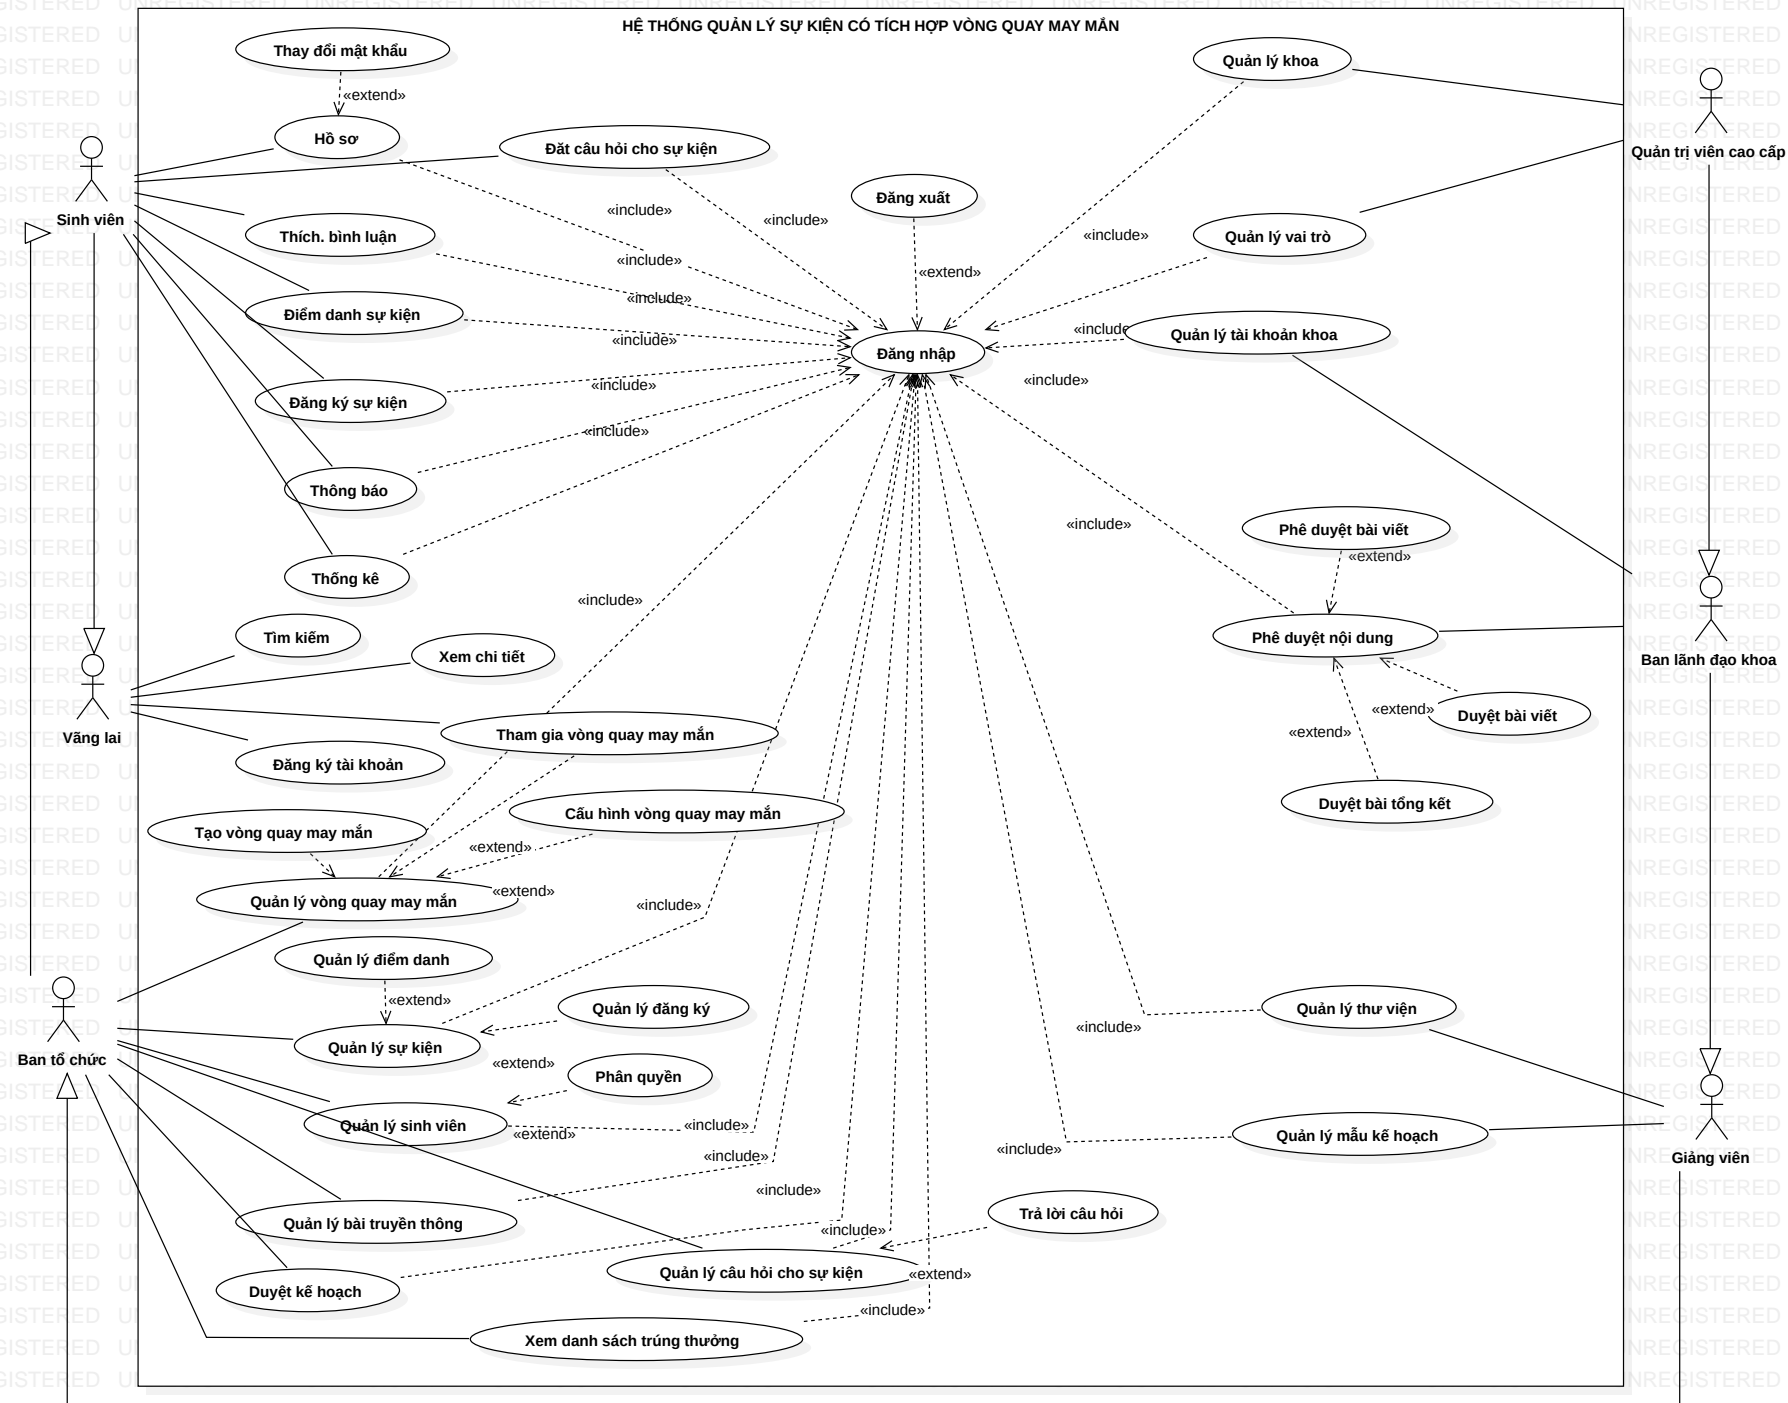 HỆ THỐNG QUẢN LÝ SỰ KIỆN CÓ TÍCH HỢP VÒNG QUAY MAY MẮN
Thay đổi mật khẩu
Quản lý khoa
«extend»
Hồ sơ
Đăt câu hỏi cho sự kiện
Quản trị viên cao cấp
Đăng xuất
Sinh viên
«include»
«include»
Thích. bình luận
«include»
Quản lý vai trò
«include»
«extend»
«include»
Điểm danh sự kiện
«include»
«include»
Quản lý tài khoản khoa
Đăng nhập
«include»
«include»
Đăng ký sự kiện
«include»
Thông báo
«include»
Phê duyệt bài viết
«extend»
Thống kê
«include»
Tìm kiếm
Xem chi tiết
Phê duyệt nội dung
Ban lãnh đạo khoa
«extend»
Duyệt bài viết
Vãng lai
Tham gia vòng quay may mắn
«extend»
Đăng ký tài khoản
Duyệt bài tổng kết
Cấu hình vòng quay may mắn
Tạo vòng quay may mắn
«extend»
«extend»
Quản lý vòng quay may mắn
«include»
Quản lý điểm danh
«extend»
Quản lý đăng ký
Quản lý thư viện
«include»
Quản lý sự kiện
Ban tổ chức
«extend»
Phân quyền
Quản lý sinh viên
«include»
«extend»
Quản lý mẫu kế hoạch
«include»
«include»
Giảng viên
«include»
Trả lời câu hỏi
Quản lý bài truyền thông
«include»
Quản lý câu hỏi cho sự kiện
«extend»
Duyệt kế hoạch
«include»
Xem danh sách trúng thưởng
UNREGISTERED